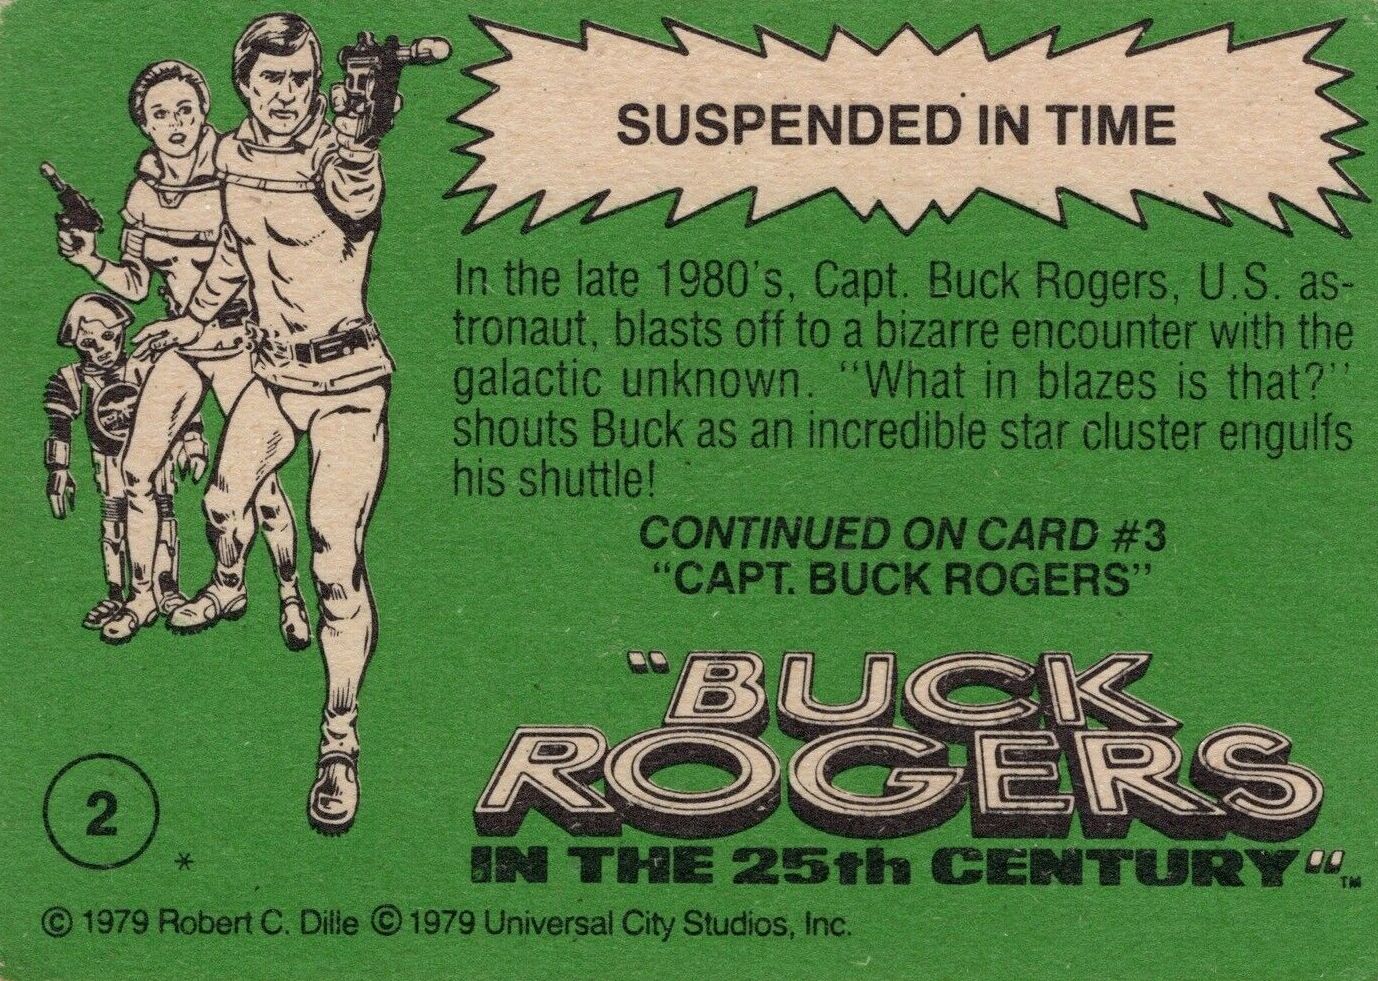 SUSPENDED IN TIME
In the late 1980's, Capt. Buck Rogers, U.S. as-
tronaut, blasts off to a bizarre encounter with the
galactic unknown. "What in blazes is that?"
shouts Buck as an incredible star cluster engulfs
his shuttle!
CONTINUED ON CARD #3
"CAPT. BUCK ROGERS"
"BUCK
ROGERS
IN THE 25th CENTURY"™
2
*
© 1979 Robert C. Dille © 1979 Universal City Studios, Inc.